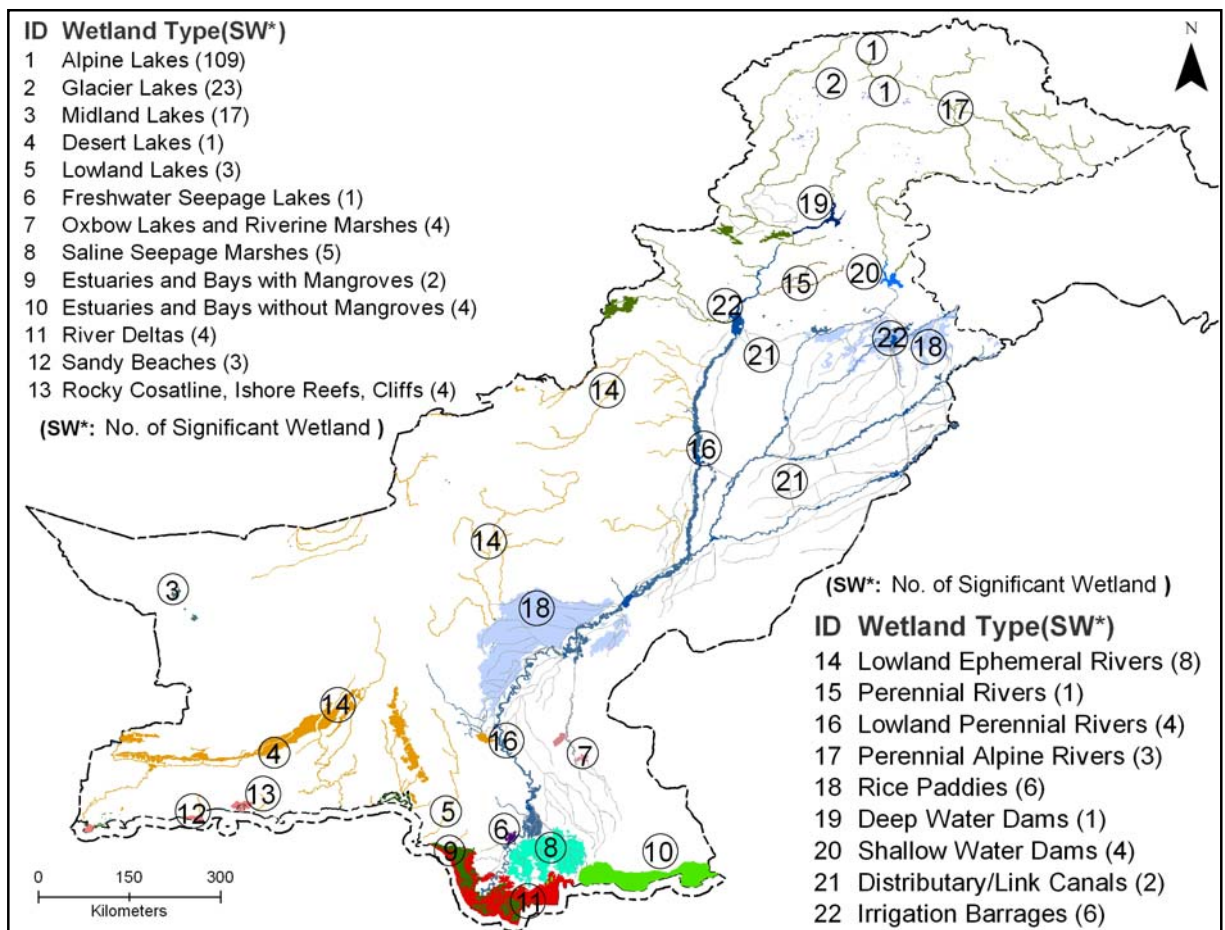 ID Wetland Type(SW*)
1 Alpine Lakes (109)
2 Glacier Lakes (23)
3 Midland Lakes (17)
4 Desert Lakes (1)
5 Lowland Lakes (3)
6 Freshwater Seepage Lakes (1)
7 Oxbow Lakes and Riverine Marshes (4)
8 Saline Seepage Marshes (5)
9 Estuaries and Bays with Mangroves (2)
10 Estuaries and Bays without Mangroves (4)
11 River Deltas (4)
12 Sandy Beaches (3)
13 Rocky Cosatline, Ishore Reefs, Cliffs (4)
(SW*: No. of Significant Wetland )
N
1
2
1
17
19
20
15
22
22
18
21
14
16
21
14
3
18
14
16
7
4
13
12
5
6
8
10
9
11
0 150 300
Kilometers
(SW*: No. of Significant Wetland )
ID Wetland Type(SW*)
14 Lowland Ephemeral Rivers (8)
15 Perennial Rivers (1)
16 Lowland Perennial Rivers (4)
17 Perennial Alpine Rivers (3)
18 Rice Paddies (6)
19 Deep Water Dams (1)
20 Shallow Water Dams (4)
21 Distributary/Link Canals (2)
22 Irrigation Barrages (6)